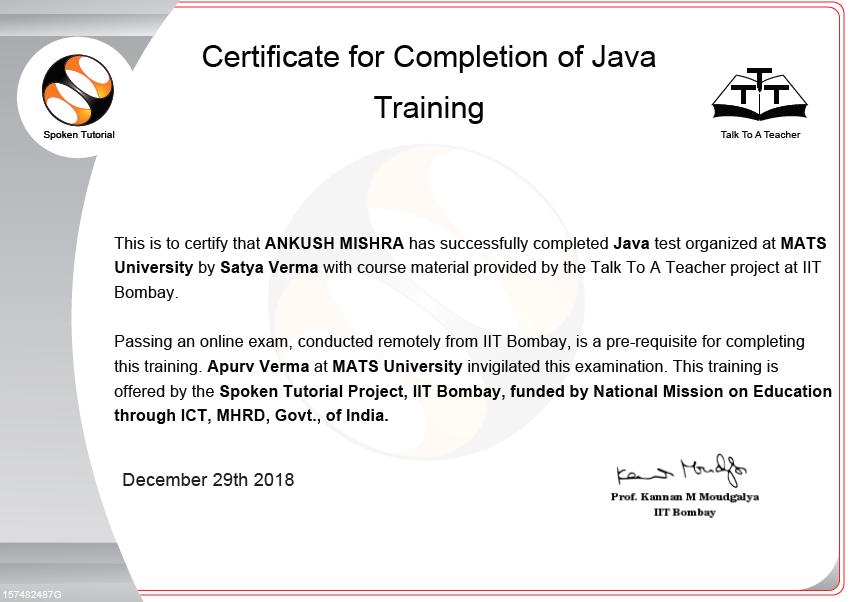 Certificate for Completion of Java
Training
Spoken Tutorial
TTT
Talk To A Teacher
This is to certify that ANKUSH MISHRA has successfully completed Java test organized at MATS
University by Satya Verma with course material provided by the Talk To A Teacher project at IIT
Bombay.
Passing an online exam, conducted remotely from IIT Bombay, is a pre-requisite for completing
this training. Apurv Verma at MATS University invigilated this examination. This training is
offered by the Spoken Tutorial Project, IIT Bombay, funded by National Mission on Education
through ICT, MHRD, Govt., of India.
December 29th 2018
Prof. Kannan M Moudgalya
IIT Bombay
157482487G